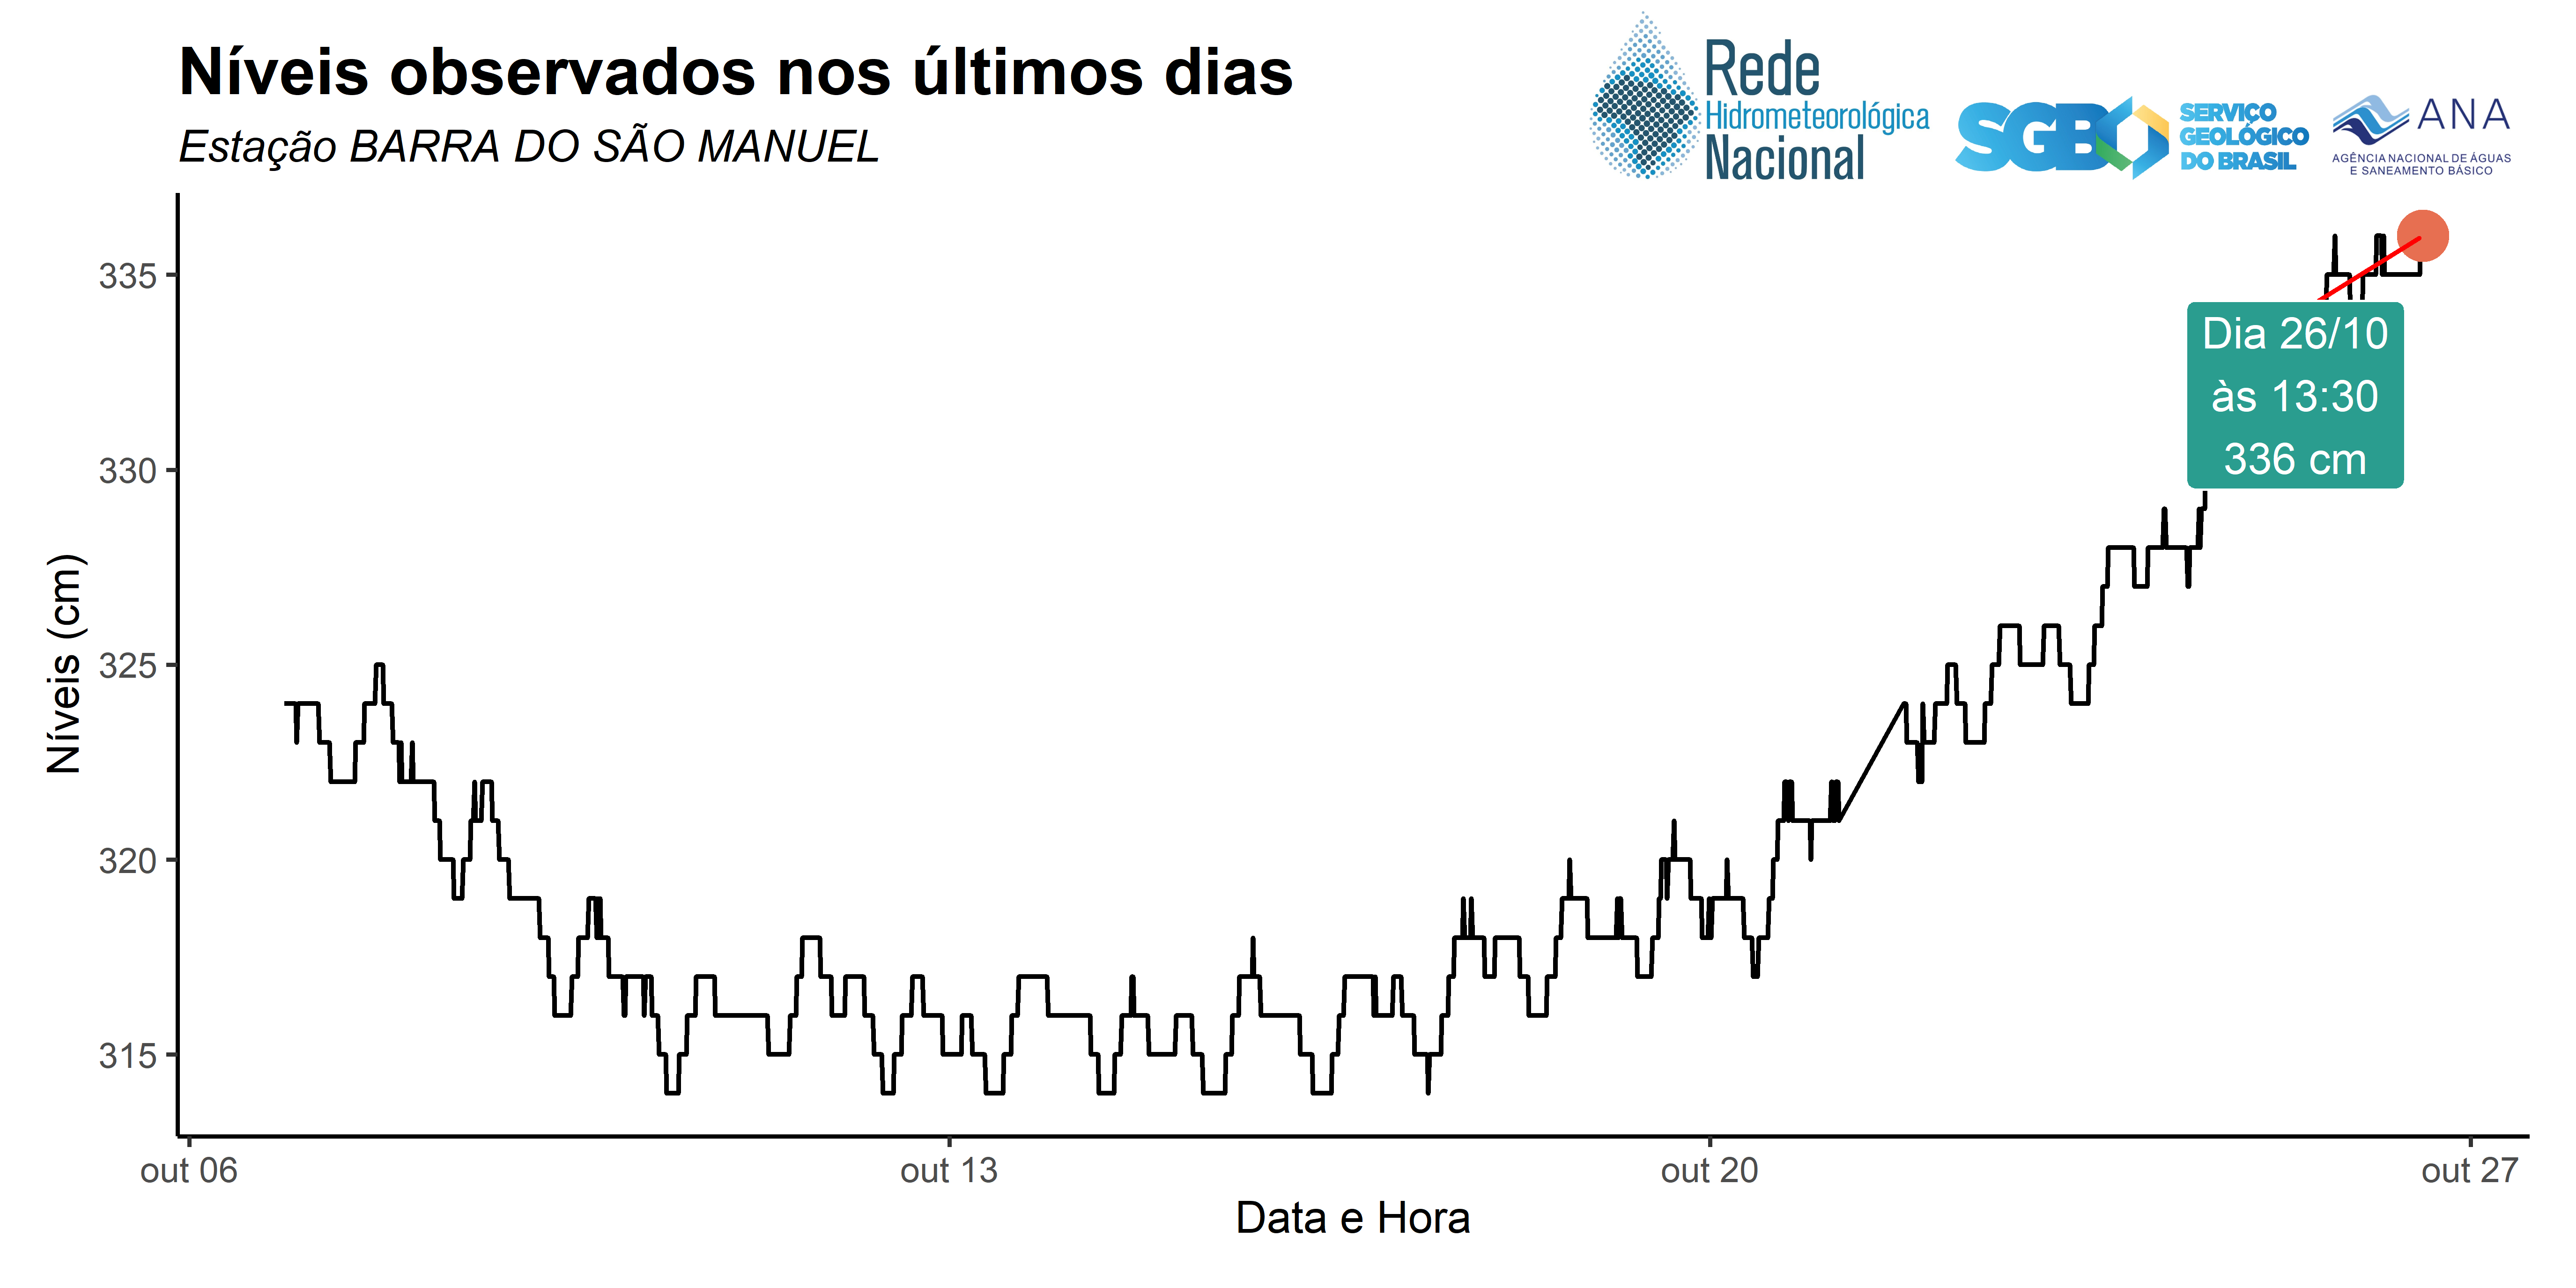 Níveis observados nos últimos dias
Estação BARRA DO SÃO MANUEL
Rede
Hidrometeorológica
Nacional
SGB
SERVIÇO
GEOLÓGICO
DO BRASIL
ANA
AGÊNCIA NACIONAL DE ÁGUAS
E SANEAMENTO BÁSICO
Níveis (cm)
335
330
325
320
315
Dia 26/10
às 13:30
336 cm
out 06
out 13
out 20
out 27
Data e Hora